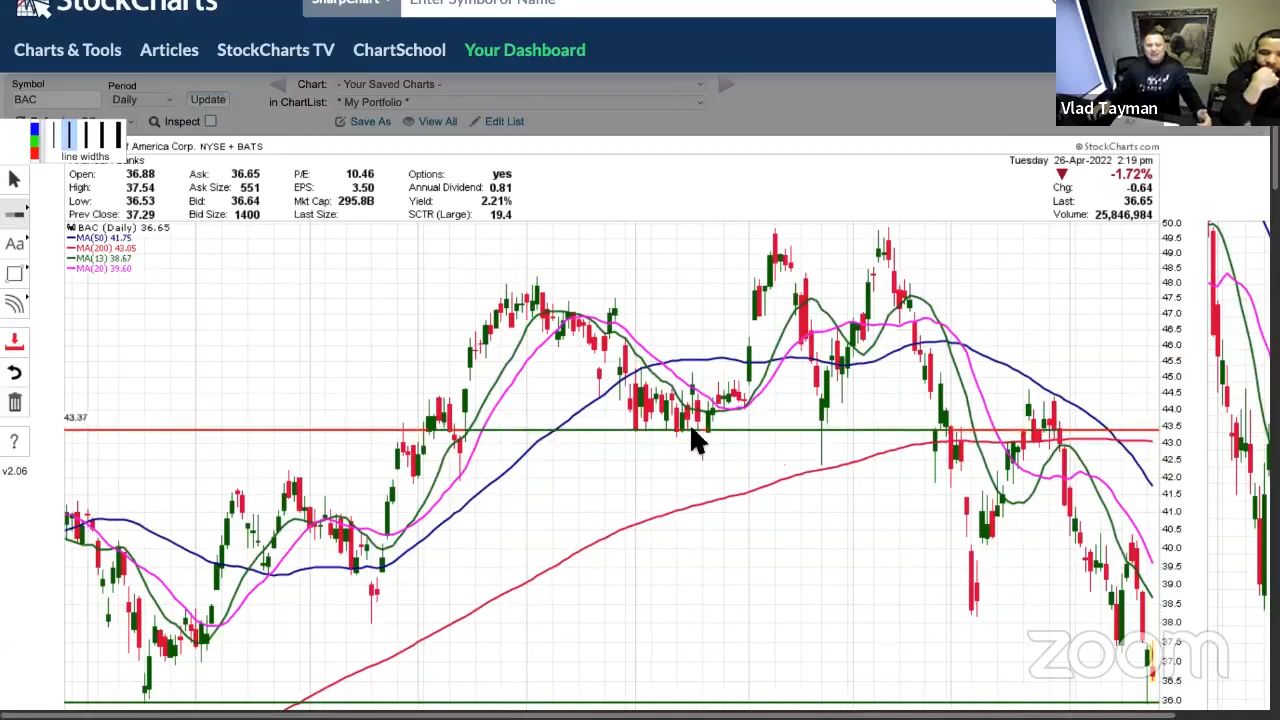 StockCharts
SharpChart
Enter Symbol or Name
Charts & Tools Articles StockCharts TV ChartSchool Your Dashboard
Symbol Period Chart: - Your Saved Charts -
BAC Daily Update in ChartList: * My Portfolio *
Inspect Save As View All Edit List
Vlad Tayman
line widths
of America Corp. NYSE + BATS ©StockCharts.com
Banks Tuesday 26-Apr-2022 2:19 pm
Open: 36.88 Ask: 36.65 P/E: 10.46 Options: yes -1.72%
High: 37.54 Ask Size: 551 EPS: 3.50 Annual Dividend: 0.81 Chg: -0.64
Low: 36.53 Bid: 36.64 Mkt Cap: 295.8B Yield: 2.21% Last: 36.65
Prev Close: 37.29 Bid Size: 1400 Last Size: SCTR (Large): 19.4 Volume: 25,846,984
BAC (Daily) 36.65
MA(50) 41.75
MA(200) 43.05
MA(13) 38.67
MA(20) 39.60
Aa
?
v2.06
43.37
50.0
49.5
49.0
48.5
48.0
47.5
47.0
46.5
46.0
45.5
45.0
44.5
44.0
43.5
43.0
42.5
42.0
41.5
41.0
40.5
40.0
39.5
39.0
38.5
38.0
37.5
37.0
36.5
36.0
zoom